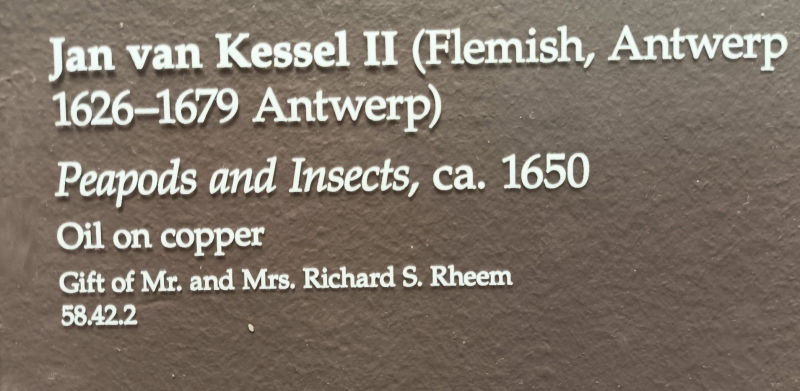 Jan van Kessel II (Flemish, Antwerp
1626–1679 Antwerp)
Peapods and Insects, ca. 1650
Oil on copper
Gift of Mr. and Mrs. Richard S. Rheem
58.42.2